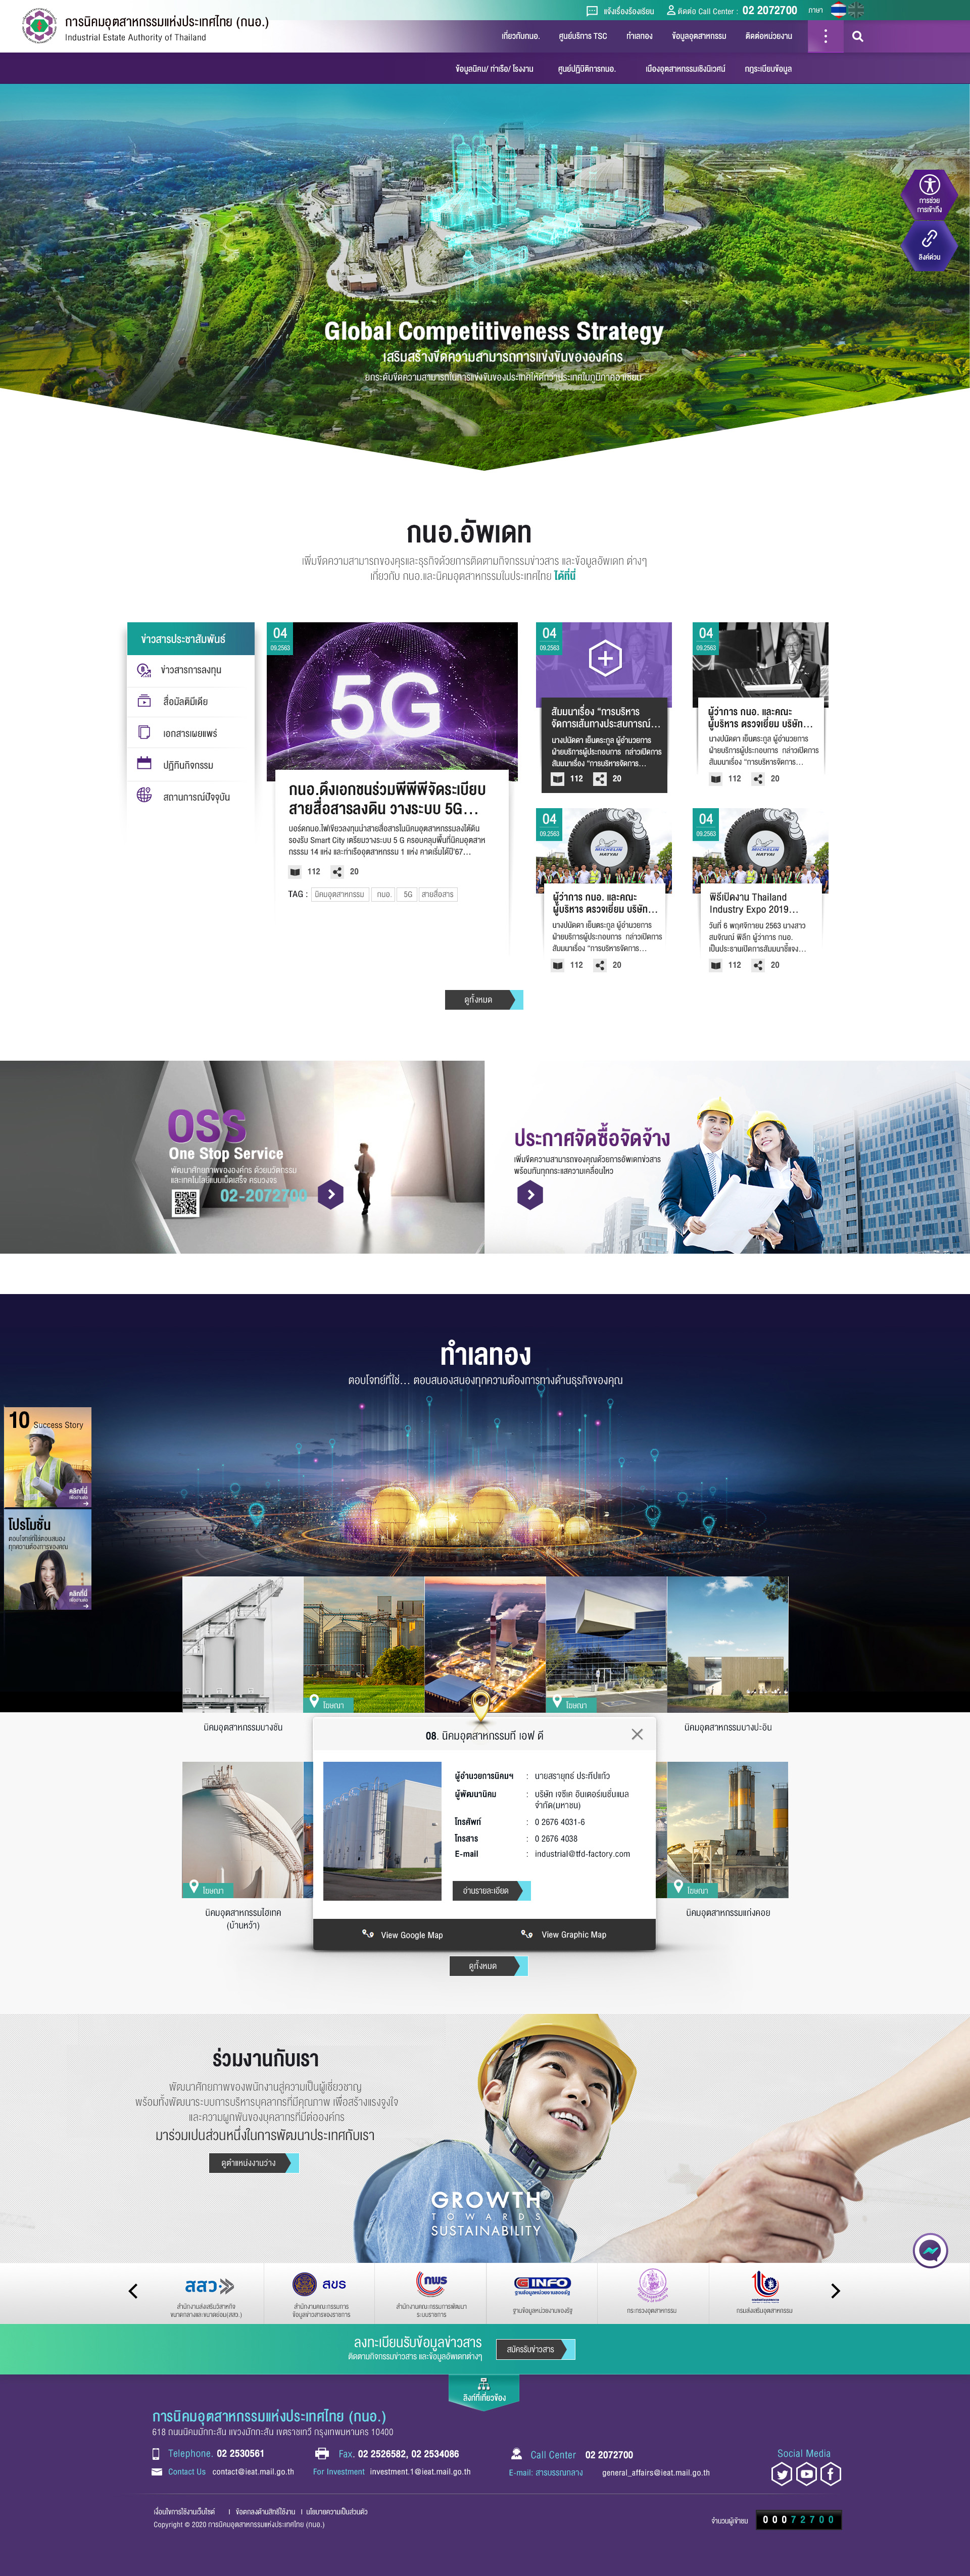 การนิคมอุตสาหกรรมแห่งประเทศไทย (กนอ.)
Industrial Estate Authority of Thailand
แจ้งเรื่องร้องเรียน
ติดต่อ Call Center : 02 2072700
ภาษา
เกี่ยวกับกนอ.
ศูนย์บริการ TSC
ทำเลทอง
ข้อมูลอุตสาหกรรม
ติดต่อหน่วยงาน
ข้อมูลนิคม/ ท่าเรือ/ โรงงาน
ศูนย์ปฏิบัติการกนอ.
เมืองอุตสาหกรรมเชิงนิเวศน์
กฎระเบียบข้อมูล
การช่วย
การเข้าถึง
ลิงค์ด่วน
Global Competitiveness Strategy
เสริมสร้างขีดความสามารถการแข่งขันขององค์กร
ยกระดับขีดความสามารถในการแข่งขันของประเทศให้ดีกว่าประเทศในภูมิภาคอาเซียน
กนอ.อัพเดท
เพิ่มขีดความสามารถของคุรและธุรกิจด้วยการติดตามกิจกรรมข่าวสาร และข้อมูลอัพเดท ต่างๆ
เกี่ยวกับ กนอ.และนิคมอุตสาหกรรมในประเทศไทย ได้ที่นี่
ข่าวสารประชาสัมพันธ์
ข่าวสารการลงทุน
สื่อมัลติมีเดีย
เอกสารเผยแพร่
ปฏิทินกิจกรรม
สถานการณ์ปัจจุบัน
04
09.2563
5G
กนอ.ดึงเอกชนร่วมพีพีพีจัดระเบียบ
สายสื่อสารลงดิน วางระบบ 5G...
บอร์ดกนอ.ไฟเขียวลงทุนนำสายสื่อสารในนิคมอุตสาหกรรมลงใต้ดิน
รองรับ Smart City เตรียมวางระบบ 5 G ครอบคลุมพื้นที่นิคมอุตสาห
กรรรม 14 แห่ง และท่าเรืออุตสาหกรรม 1 แห่ง คาดเริ่มได้ปี'67...
112
20
TAG :
นิคมอุตสาหกรรม
กนอ.
5G
สายสื่อสาร
04
09.2563
สัมมนาเรื่อง "การบริหาร
จัดการเส้นทางประสบการณ์...
นางปนัดดา เย็นตระกูล ผู้อำนวยการ
ฝ่ายบริการผู้ประกอบการ กล่าวเปิดการ
สัมมนาเรื่อง "การบริหารจัดการ...
112
20
04
09.2563
ผู้ว่าการ กนอ. และคณะ
ผู้บริหาร ตรวจเยี่ยม บริษัท...
นางปนัดดา เย็นตระกูล ผู้อำนวยการ
ฝ่ายบริการผู้ประกอบการ กล่าวเปิดการ
สัมมนาเรื่อง "การบริหารจัดการ...
112
20
04
09.2563
MICHELIN
HATYAI
ผู้ว่าการ กนอ. และคณะ
ผู้บริหาร ตรวจเยี่ยม บริษัท...
นางปนัดดา เย็นตระกูล ผู้อำนวยการ
ฝ่ายบริการผู้ประกอบการ กล่าวเปิดการ
สัมมนาเรื่อง "การบริหารจัดการ...
112
20
04
09.2563
MICHELIN
HATYAI
พิธีเปิดงาน Thailand
Industry Expo 2019...
วันที่ 6 พฤศจิกายน 2563 นางสาว
สมจิณณ์ พิลึก ผู้ว่าการ กนอ.
เป็นประธานเปิดการสัมมนาชี้แจง...
112
20
ดูทั้งหมด
OSS
One Stop Service
พัฒนาศักยภาพขององค์กร ด้วยนวัตกรรม
และเทคโนโลยีแบบเบ็ดเสร็จ ครบวงจร
02-2072700
ประกาศจัดซื้อจัดจ้าง
เพิ่มขีดความสามารถของคุณด้วยการอัพเดทข่าวสาร
พร้อมทันทุกกระแสความเคลื่อนไหว
ทำเลทอง
ตอบโจทย์ที่ใช่... ตอบสนองสนองทุกความต้องการทางด้านธุรกิจของคุณ
10 Success Story
คลิกที่นี่
เพื่ออ่านต่อ
โปรโมชั่น
ตอบโจทย์ที่ใช่ตอบสนอง
ทุกความต้องการของคุณ
คลิกที่นี่
เพื่ออ่านต่อ
โฆษณา
โฆษณา
นิคมอุตสาหกรรมบางชัน
นิคมอุตสาหกรรมบางปะอิน
08. นิคมอุตสาหกรรมที เอฟ ดี
ผู้อำนวยการนิคมฯ : นายสรายุทธ์ ประทีปแก้ว
ผู้พัฒนานิคม : บริษัท เจซีเค อินเตอร์เนชั่นแนล
จำกัด(มหาชน)
โทรศัพท์ : 0 2676 4031-6
โทรสาร : 0 2676 4038
E-mail : industrial@tfd-factory.com
อ่านรายละเอียด
View Google Map
View Graphic Map
โฆษณา
โฆษณา
นิคมอุตสาหกรรมไฮเทค
(บ้านหว้า)
นิคมอุตสาหกรรมแก่งคอย
ดูทั้งหมด
ร่วมงานกับเรา
พัฒนาศักยภาพของพนักงานสู่ความเป็นผู้เชี่ยวชาญ
พร้อมทั้งพัฒนาระบบการบริหารบุคลากรที่มีคุณภาพ เพื่อสร้างแรงจูงใจ
และความผูกพันของบุคลากรที่มีต่อองค์กร
มาร่วมเปนส่วนหนึ่งในการพัฒนาประเทศกับเรา
ดูตำแหน่งงานว่าง
GROWTH
TOWARDS
SUSTAINABILITY
สสว
สำนักงานส่งเสริมวิสาหกิจ
ขนาดกลางและขนาดย่อม(สสว.)
สขร
สำนักงานคณะกรรมการ
ข้อมูลข่าวสารของราชการ
กพร
สำนักงานคณะกรรมการพัฒนา
ระบบราชการ
GINFO
ฐานข้อมูลหน่วยงานของรัฐ
ฐานข้อมูลหน่วยงานของรัฐ
กระทรวงอุตสาหกรรม
กรมส่งเสริมอุตสาหกรรม
ลงทะเบียนรับข้อมูลข่าวสาร
ติดตามกิจกรรมข่าวสาร และข้อมูลอัพเดทต่างๆ
สมัครรับข่าวสาร
ลิงก์ที่เกี่ยวข้อง
การนิคมอุตสาหกรรมแห่งประเทศไทย (กนอ.)
618 ถนนนิคมมักกะสัน แขวงมักกะสัน เขตราชเทวี กรุงเทพมหานคร 10400
Telephone. 02 2530561
Fax. 02 2526582, 02 2534086
Call Center 02 2072700
Social Media
Contact Us contact@ieat.mail.go.th
For Investment investment.1@ieat.mail.go.th
E-mail: สารบรรณกลาง general_affairs@ieat.mail.go.th
เงื่อนไขการใช้งานเว็บไซต์ | ข้อตกลงด้านสิทธิ์ใช้งาน | นโยบายความเป็นส่วนตัว
Copyright © 2020 การนิคมอุตสาหกรรมแห่งประเทศไทย (กนอ.)
จำนวนผู้เข้าชม
00072700